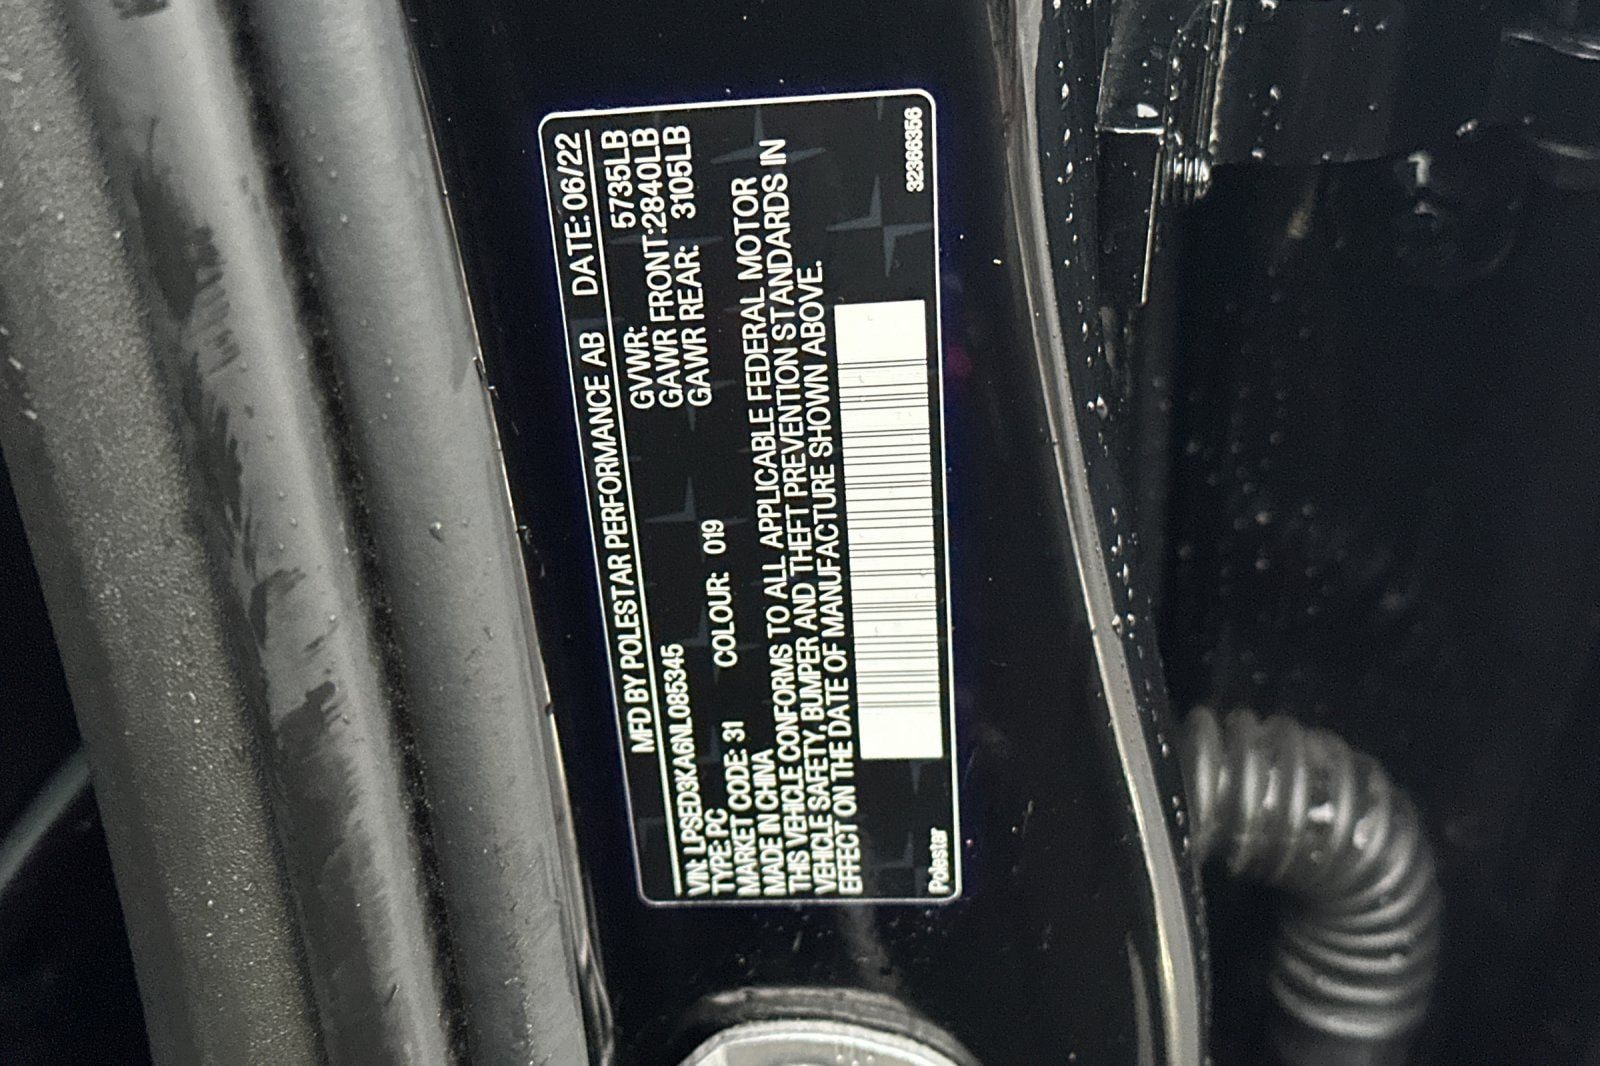 MFD BY POLESTAR PERFORMANCE AB DATE: 06/22
GVWR: 5735LB
GAWR FRONT:2840LB
GAWR REAR: 3105LB
VIN: LPSED3KA6NL085345
TYPE: PC
MARKET CODE: 31 COLOUR: 019
MADE IN CHINA
THIS VEHICLE CONFORMS TO ALL APPLICABLE FEDERAL MOTOR
VEHICLE SAFETY, BUMPER AND THEFT PREVENTION STANDARDS IN
EFFECT ON THE DATE OF MANUFACTURE SHOWN ABOVE.
Polestar 32366356